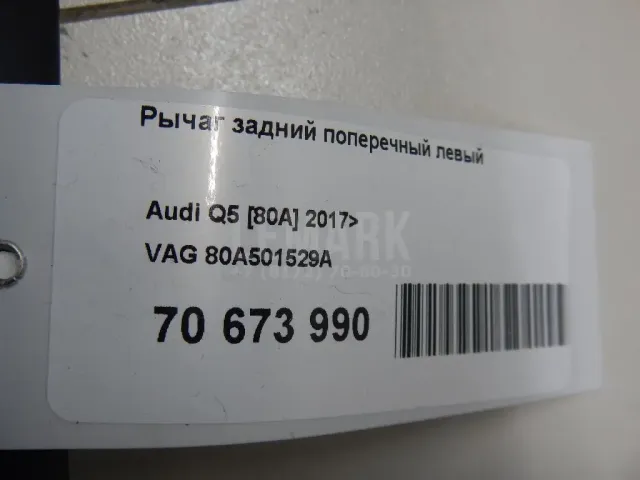 Рычаг задний поперечный левый
Audi Q5 [80A] 2017>
VAG 80A501529A
70 673 990